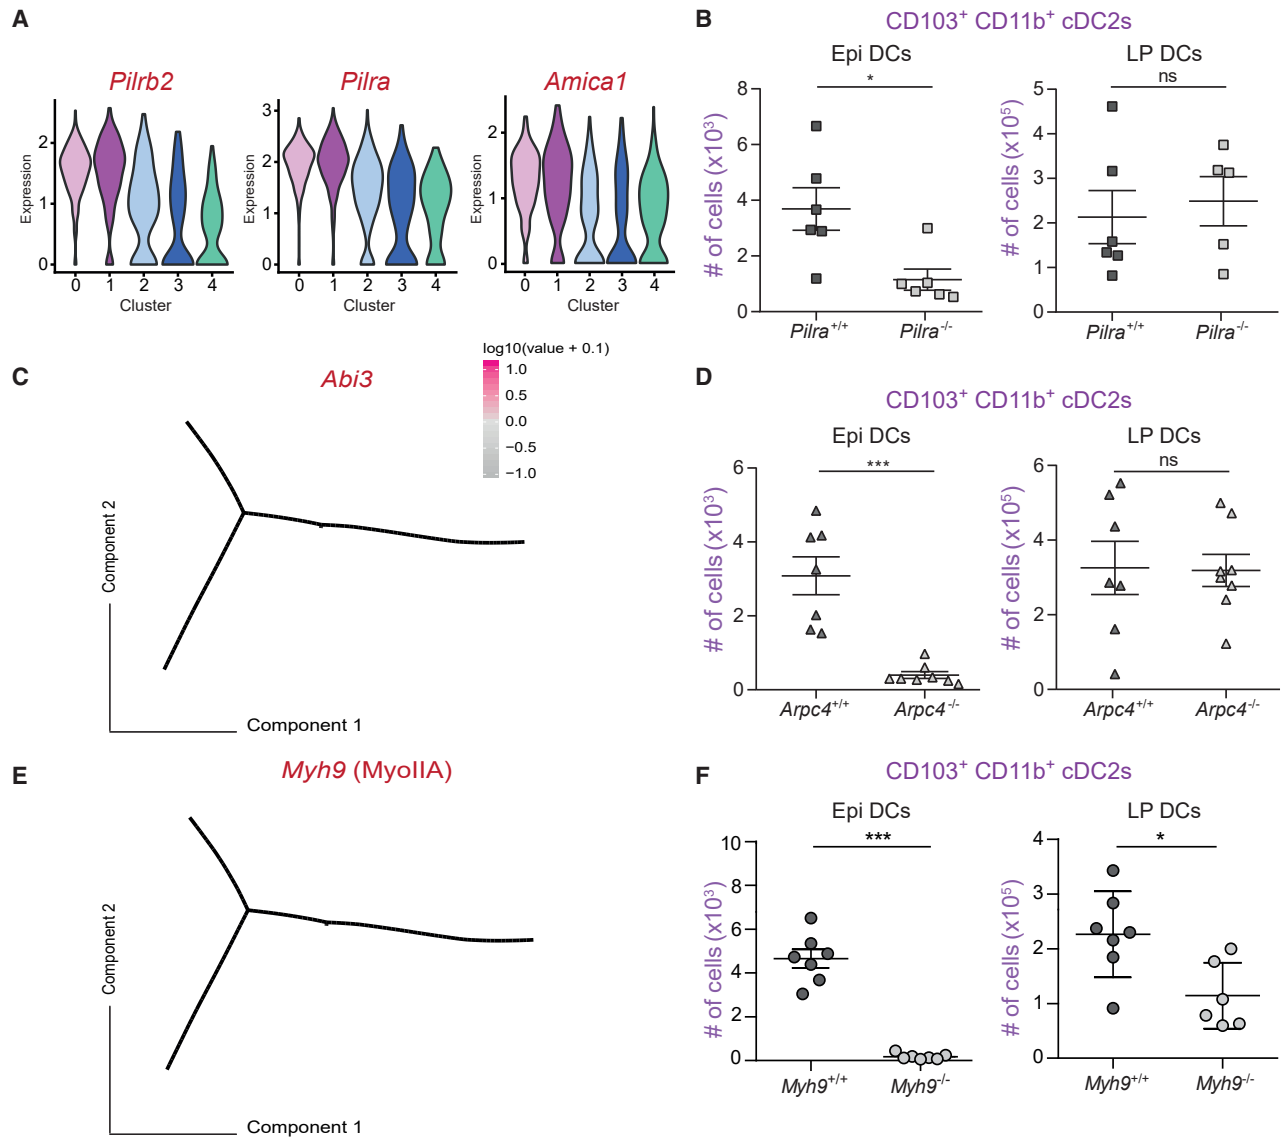 A
Pilrb2
Pilra
Amica1
Expression
2
1
0
Expression
3
2
1
0
Expression
2
1
0
0 1 2 3 4
0 1 2 3 4
0 1 2 3 4
Cluster
Cluster
Cluster
B
CD103+ CD11b+ cDC2s
Epi DCs
LP DCs
*
ns
# of cells (x10³)
8
6
4
2
0
Pilra+/+
Pilra-/-
# of cells (x10⁵)
5
4
3
2
1
0
Pilra+/+
Pilra-/-
C
Abi3
log10(value + 0.1)
1.0
0.5
0.0
−0.5
−1.0
Component 2
Component 1
D
CD103+ CD11b+ cDC2s
Epi DCs
LP DCs
***
ns
# of cells (x10³)
6
4
2
0
Arpc4+/+
Arpc4-/-
# of cells (x10⁵)
6
4
2
0
Arpc4+/+
Arpc4-/-
E
Myh9 (MyoIIA)
Component 2
Component 1
F
CD103+ CD11b+ cDC2s
Epi DCs
LP DCs
***
*
# of cells (x10³)
10
8
6
4
2
0
Myh9+/+
Myh9-/-
# of cells (x10⁵)
4
3
2
1
0
Myh9+/+
Myh9-/-